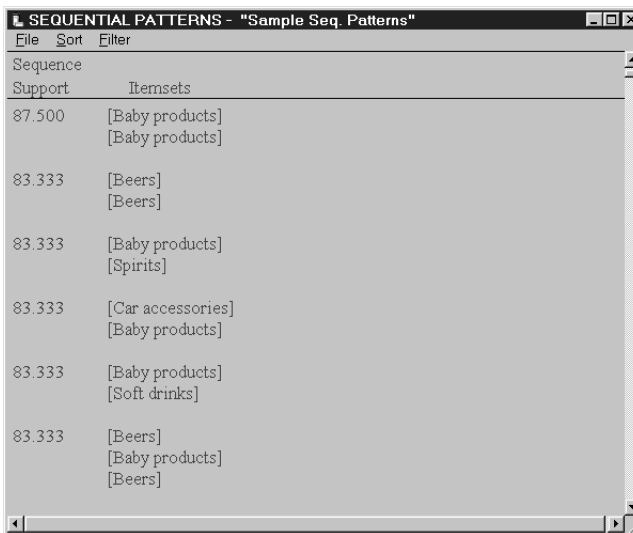 SEQUENTIAL PATTERNS - "Sample Seq. Patterns"
File Sort Filter
Sequence
Support Itemsets
87.500 [Baby products]
[Baby products]
83.333 [Beers]
[Beers]
83.333 [Baby products]
[Spirits]
83.333 [Car accessories]
[Baby products]
83.333 [Baby products]
[Soft drinks]
83.333 [Beers]
[Baby products]
[Beers]